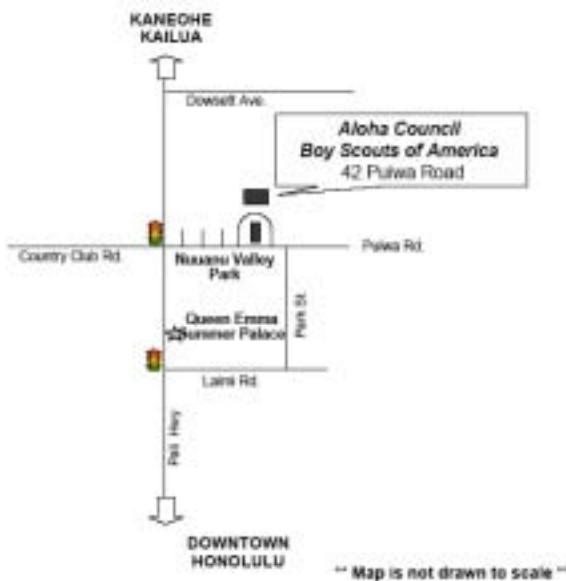 KANEOHE
KAILUA
Dowsett Ave.
Aloha Council
Boy Scouts of America
42 Puiwa Road
Country Club Rd.
Puiwa Rd.
Nuuanu Valley
Park
Park St.
Queen Emma
Summer Palace
Laimi Rd.
Pali Hwy
DOWNTOWN
HONOLULU
** Map is not drawn to scale **